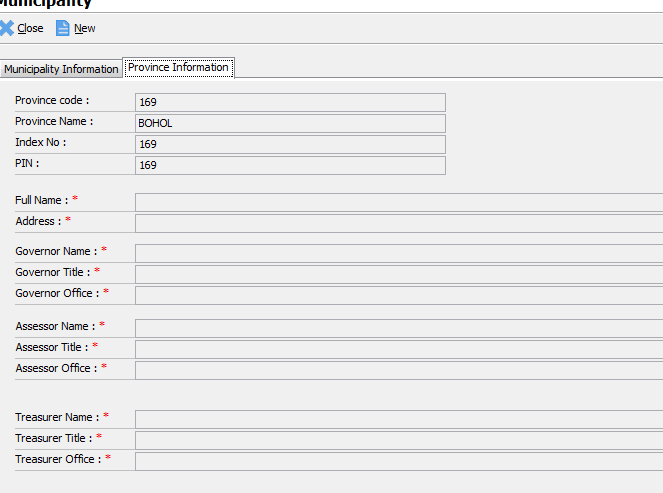 Municipality
Close New
Municipality Information Province Information
Province code : 169
Province Name : BOHOL
Index No : 169
PIN : 169
Full Name : *
Address : *
Governor Name : *
Governor Title : *
Governor Office : *
Assessor Name : *
Assessor Title : *
Assessor Office : *
Treasurer Name : *
Treasurer Title : *
Treasurer Office : *